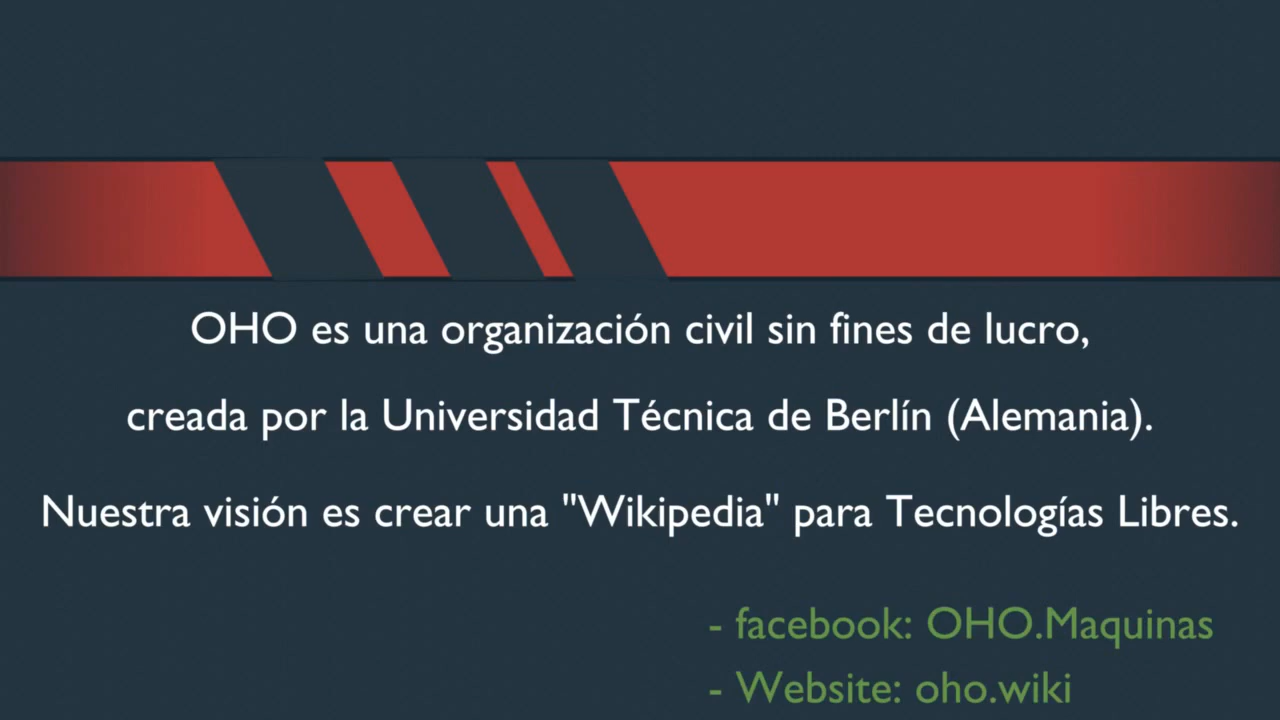 OHO es una organización civil sin fines de lucro,
creada por la Universidad Técnica de Berlín (Alemania).
Nuestra visión es crear una "Wikipedia" para Tecnologías Libres.
- facebook: OHO.Maquinas
- Website: oho.wiki